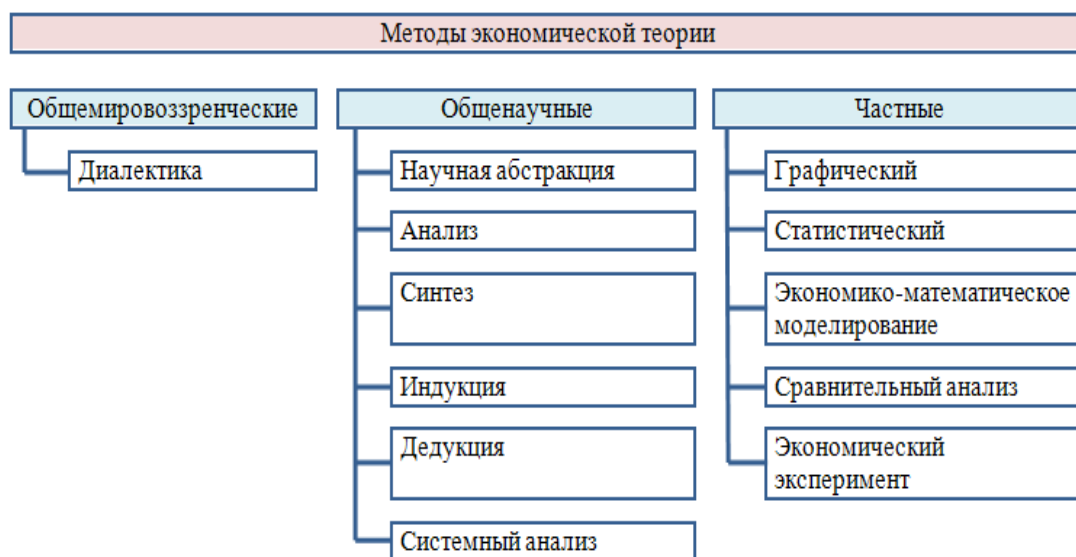 Методы экономической теории
Общемировоззренческие
Диалектика
Общенаучные
Научная абстракция
Анализ
Синтез
Индукция
Дедукция
Системный анализ
Частные
Графический
Статистический
Экономико-математическое
моделирование
Сравнительный анализ
Экономический
эксперимент